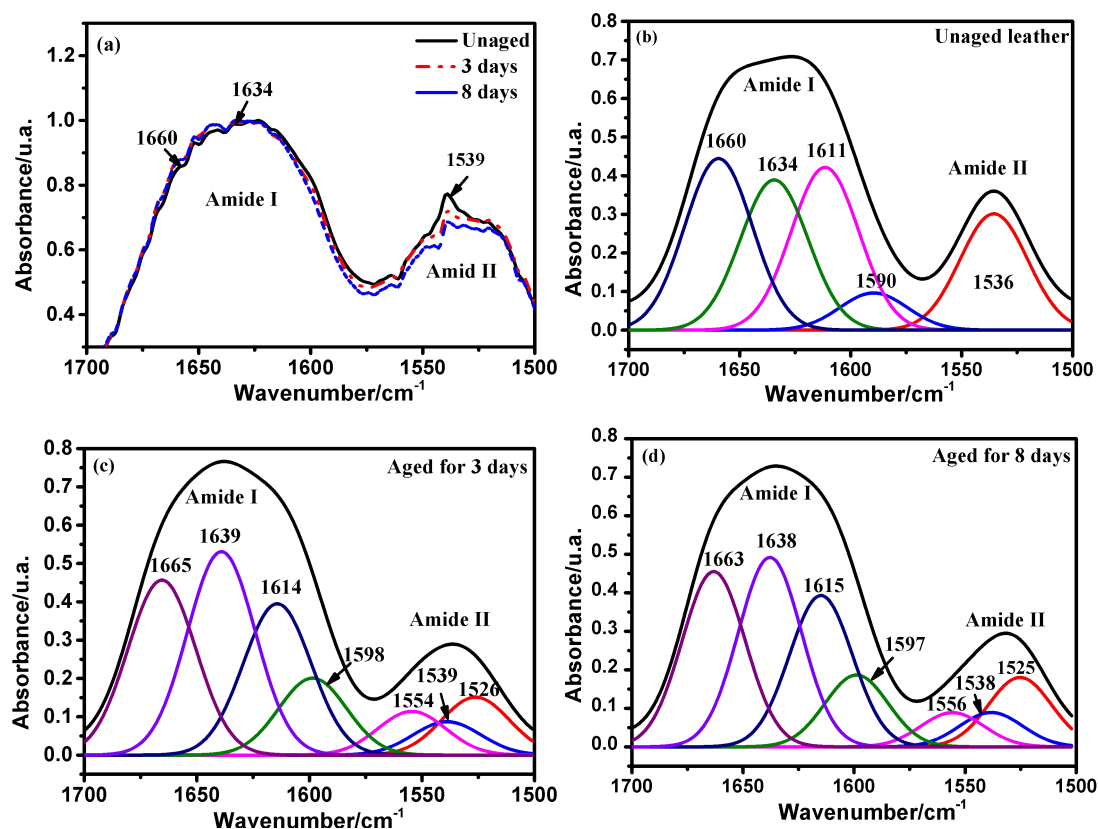 (a)
Unaged
3 days
8 days
1660
1634
1539
Amide I
Amid II
1.2
1.0
0.8
0.6
0.4
Absorbance/u.a.
1700
1650
1600
1550
1500
Wavenumber/cm-1
(b)
Unaged leather
Amide I
Amide II
1660
1634
1611
1590
1536
0.8
0.7
0.6
0.5
0.4
0.3
0.2
0.1
0.0
Absorbance/u.a.
1700
1650
1600
1550
1500
Wavenumber/cm-1
(c)
Aged for 3 days
Amide I
Amide II
1665
1639
1614
1598
1554
1539
1526
0.8
0.7
0.6
0.5
0.4
0.3
0.2
0.1
0.0
Absorbance/u.a.
1700
1650
1600
1550
1500
Wavenumber/cm-1
(d)
Aged for 8 days
Amide I
Amide II
1663
1638
1615
1597
1556
1538
1525
0.8
0.7
0.6
0.5
0.4
0.3
0.2
0.1
0.0
Absorbance/u.a.
1700
1650
1600
1550
1500
Wavenumber/cm-1